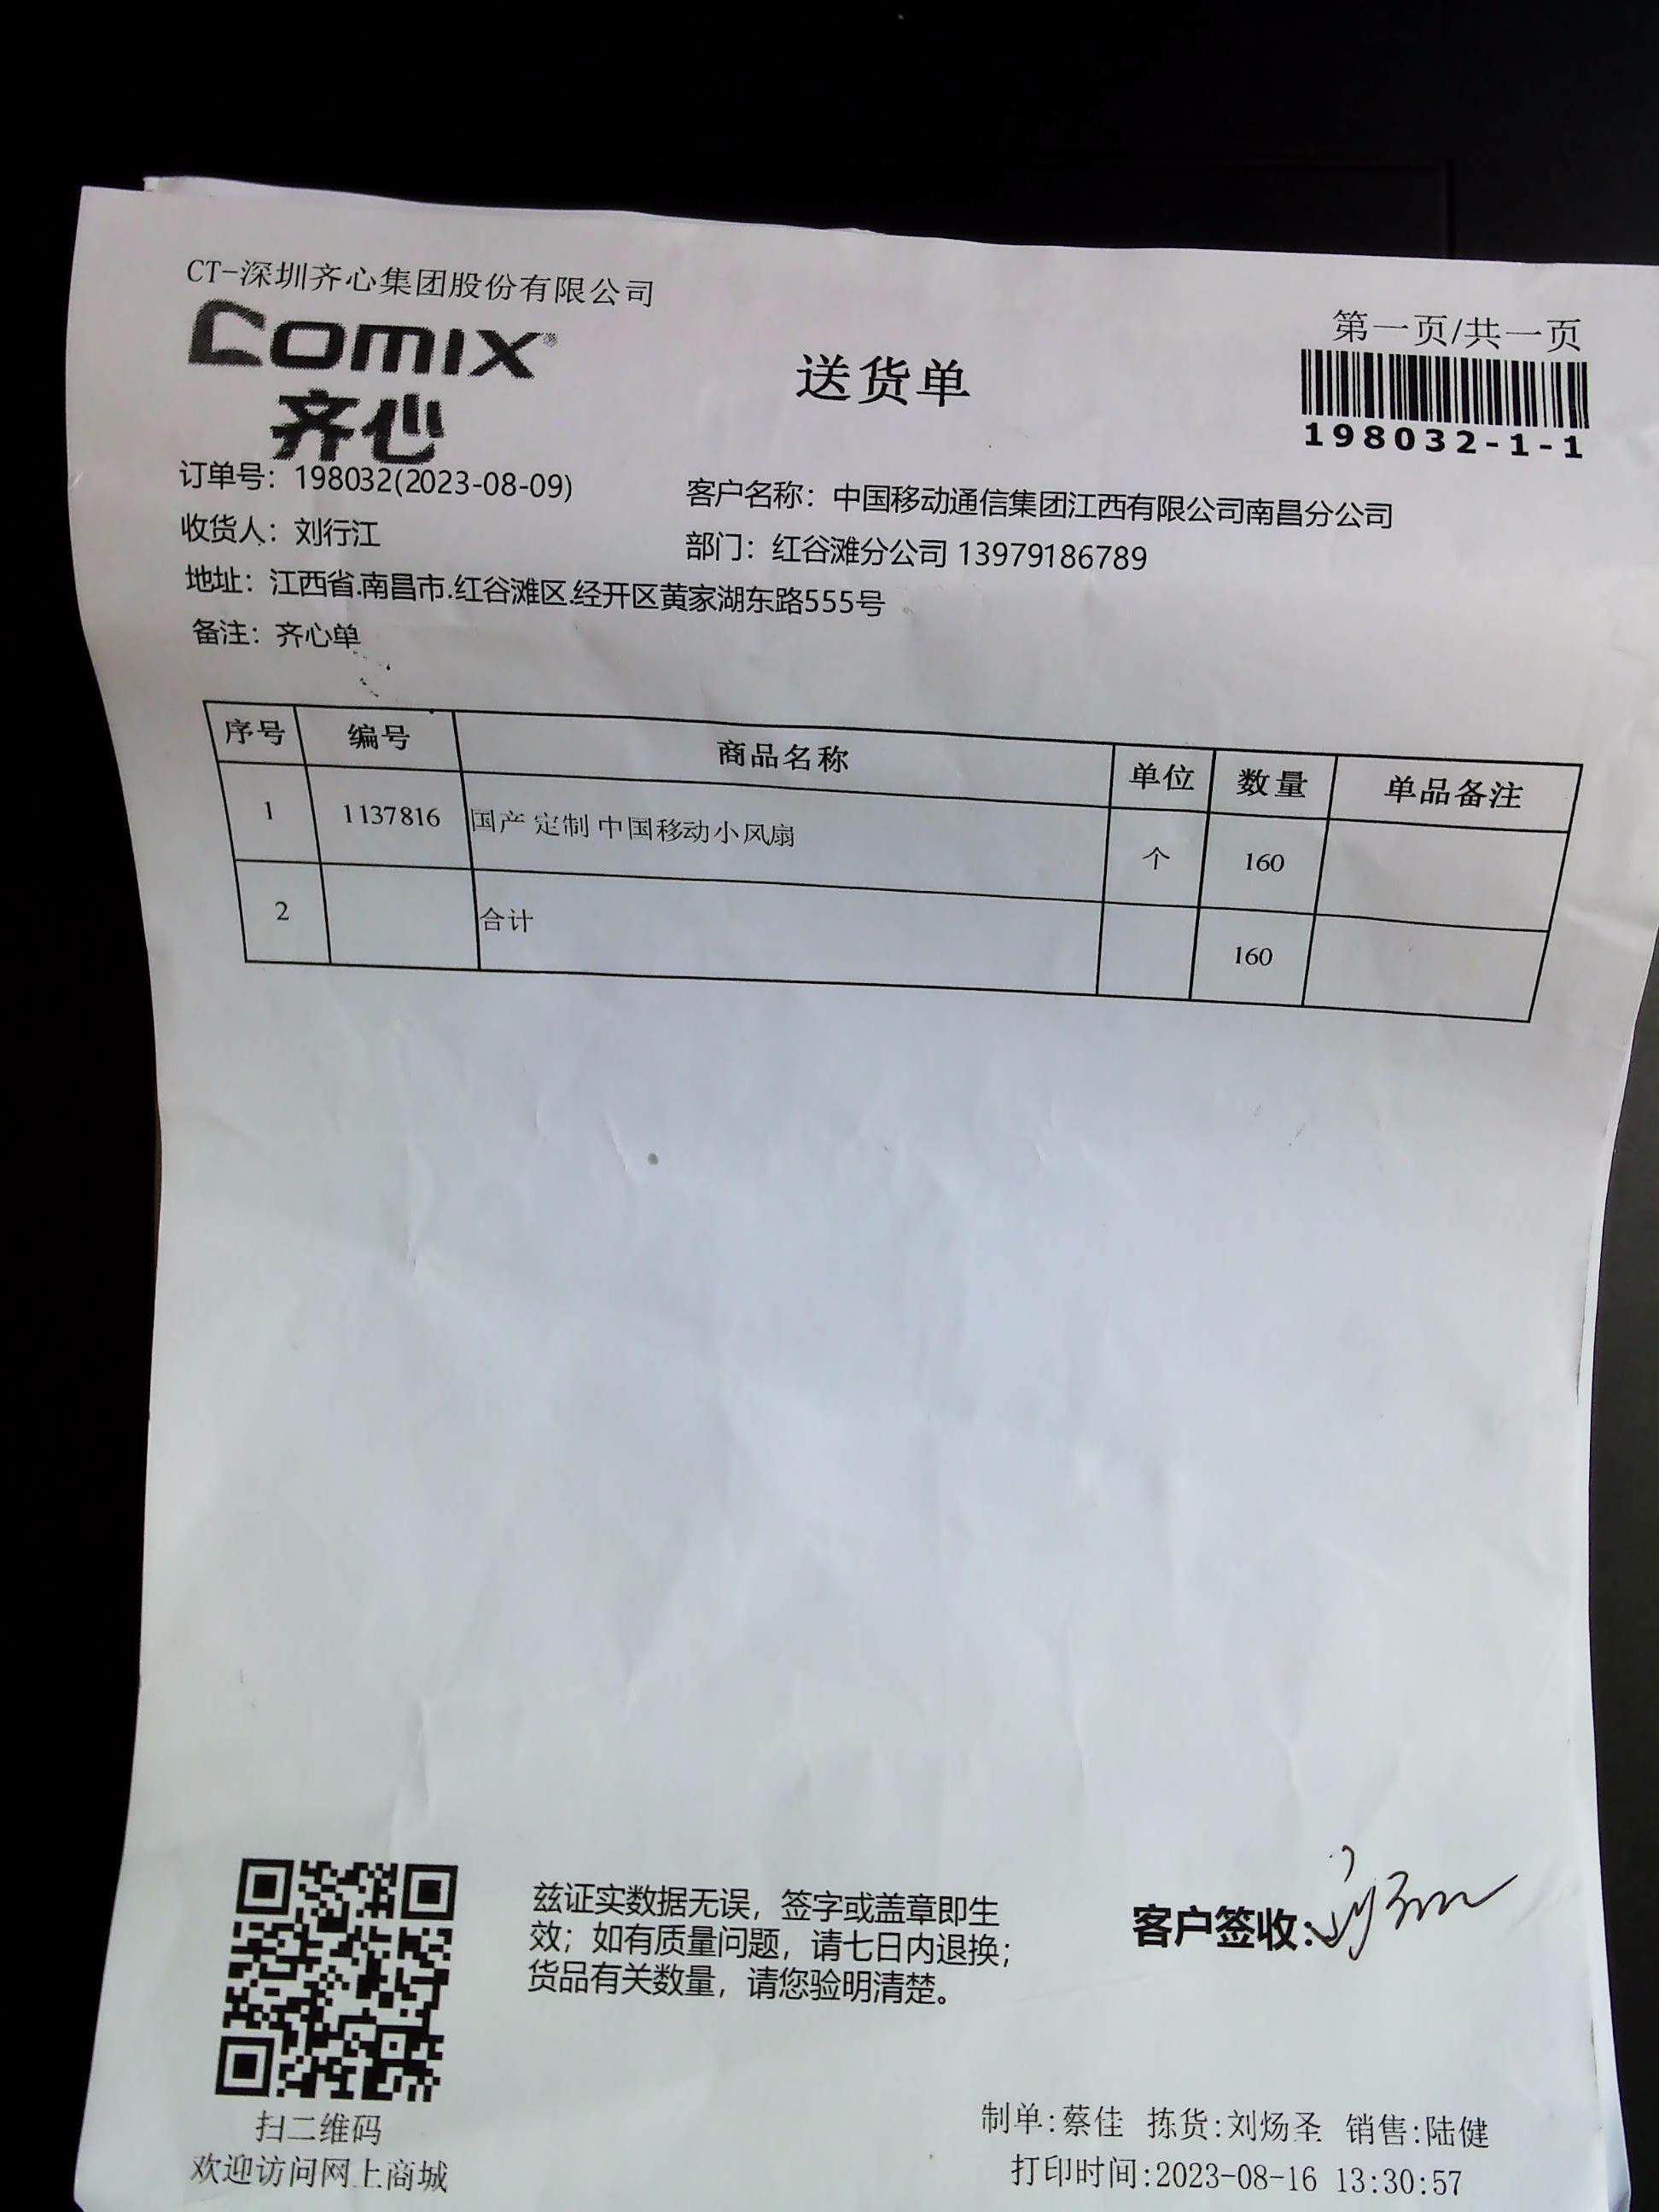 CT-深圳齐心集团股份有限公司
COMIX
齐心
送货单
第一页/共一页
198032-1-1
订单号：198032(2023-08-09)
客户名称：中国移动通信集团江西有限公司南昌分公司
收货人：刘行江
部门：红谷滩分公司 13979186789
地址：江西省.南昌市.红谷滩区.经开区黄家湖东路555号
备注：齐心单
序号 编号 商品名称 单位 数量 单品备注
1 1137816 国产 定制 中国移动小风扇 个 160
2 合计 160
兹证实数据无误，签字或盖章即生
效；如有质量问题，请七日内退换；
货品有关数量，请您验明清楚。
客户签收:
扫二维码
欢迎访问网上商城
制单:蔡佳 拣货:刘炀圣 销售:陆健
打印时间:2023-08-16 13:30:57